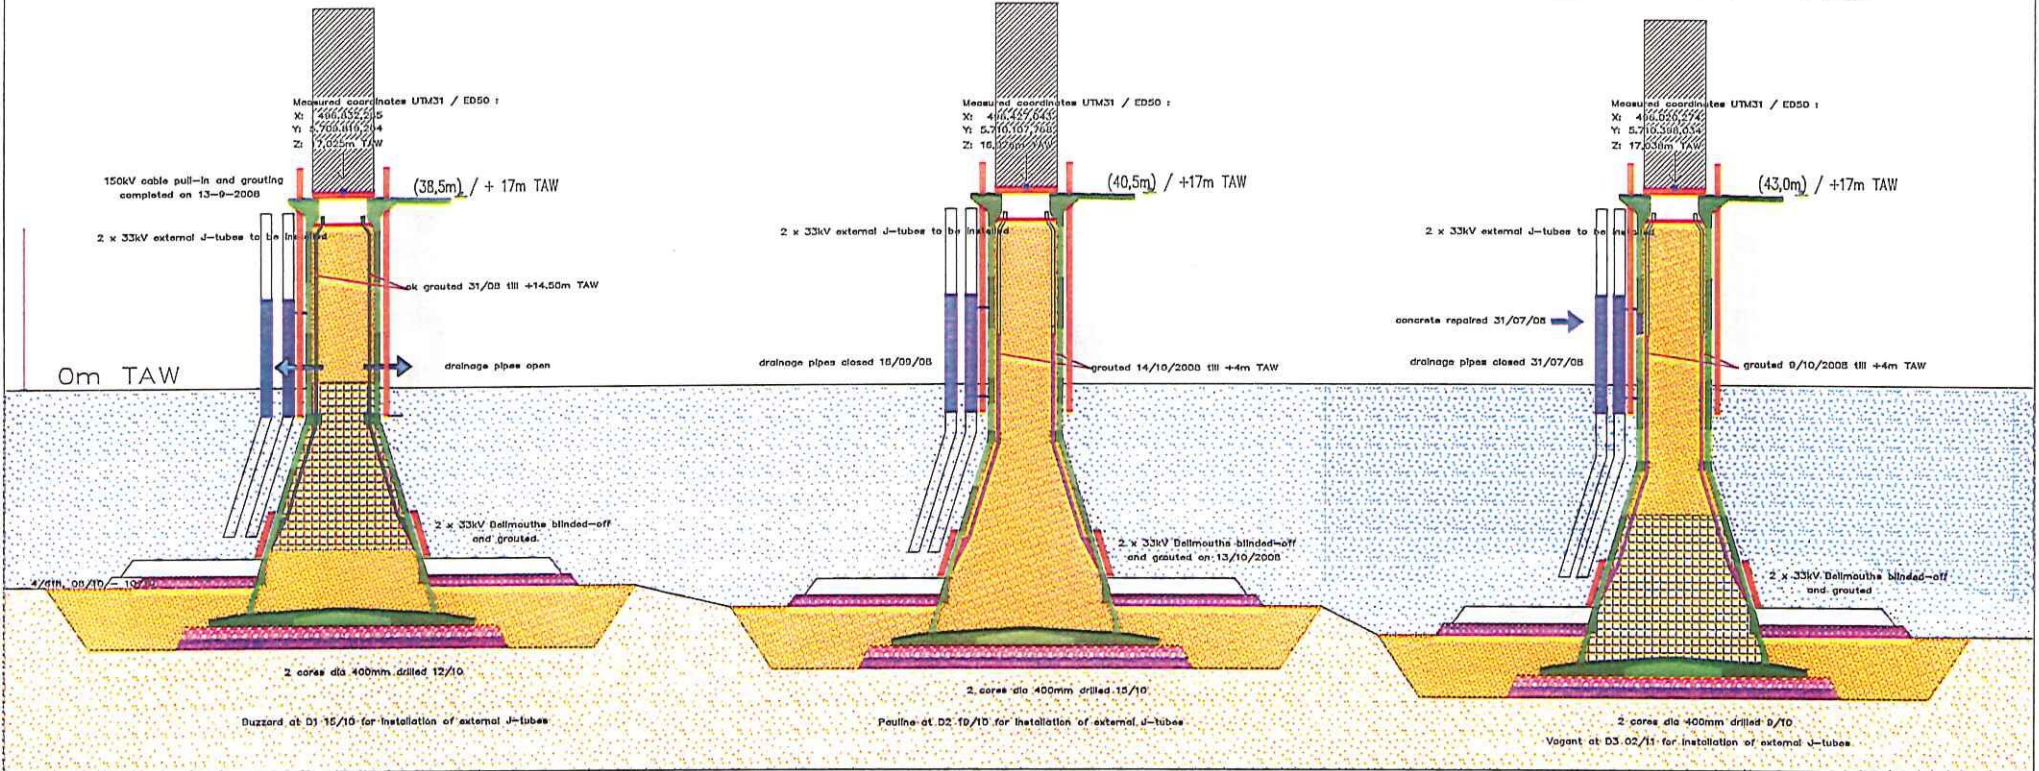 Measured coordinates UTM31 / ED50 :
X:
Y:
Z: 17,025m TAW
150kV cable pull-in and grouting
completed on 13-9-2008
(38,5m) / + 17m TAW
2 x 33kV external J-tubes to be installed
ok grouted 31/08 till +14.50m TAW
drainage pipes open
0m TAW
2 x 33kV Bellmouths blinded-off
and grouted
2 cores dia 400mm drilled 12/10
Buzzard at D1 15/10 for installation of external J-tubes
Measured coordinates UTM31 / ED50 :
X:
Y:
Z:
(40,5m) / +17m TAW
2 x 33kV external J-tubes to be installed
drainage pipes closed 16/09/08
grouted 14/10/2008 till +4m TAW
2 x 33kV Bellmouths blinded-off
and grouted on 13/10/2008
2 cores dia 400mm drilled 15/10
Pauline at D2 19/10 for installation of external J-tubes
Measured coordinates UTM31 / ED50 :
X:
Y:
Z: 17,038m TAW
(43,0m) / +17m TAW
2 x 33kV external J-tubes to be installed
concrete repaired 31/07/08
drainage pipes closed 31/07/08
grouted 9/10/2008 till +4m TAW
2 x 33kV Bellmouths blinded-off
and grouted
2 cores dia 400mm drilled 9/10
Vagant at D3 02/11 for installation of external J-tubes